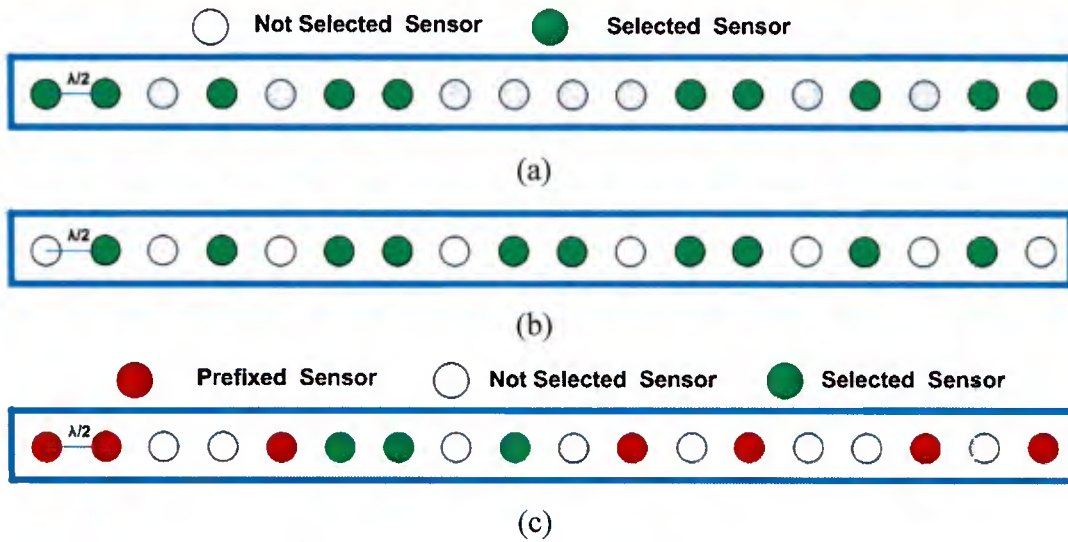 Not Selected Sensor Selected Sensor
λ/2
(a)
λ/2
(b)
Prefixed Sensor Not Selected Sensor Selected Sensor
λ/2
(c)